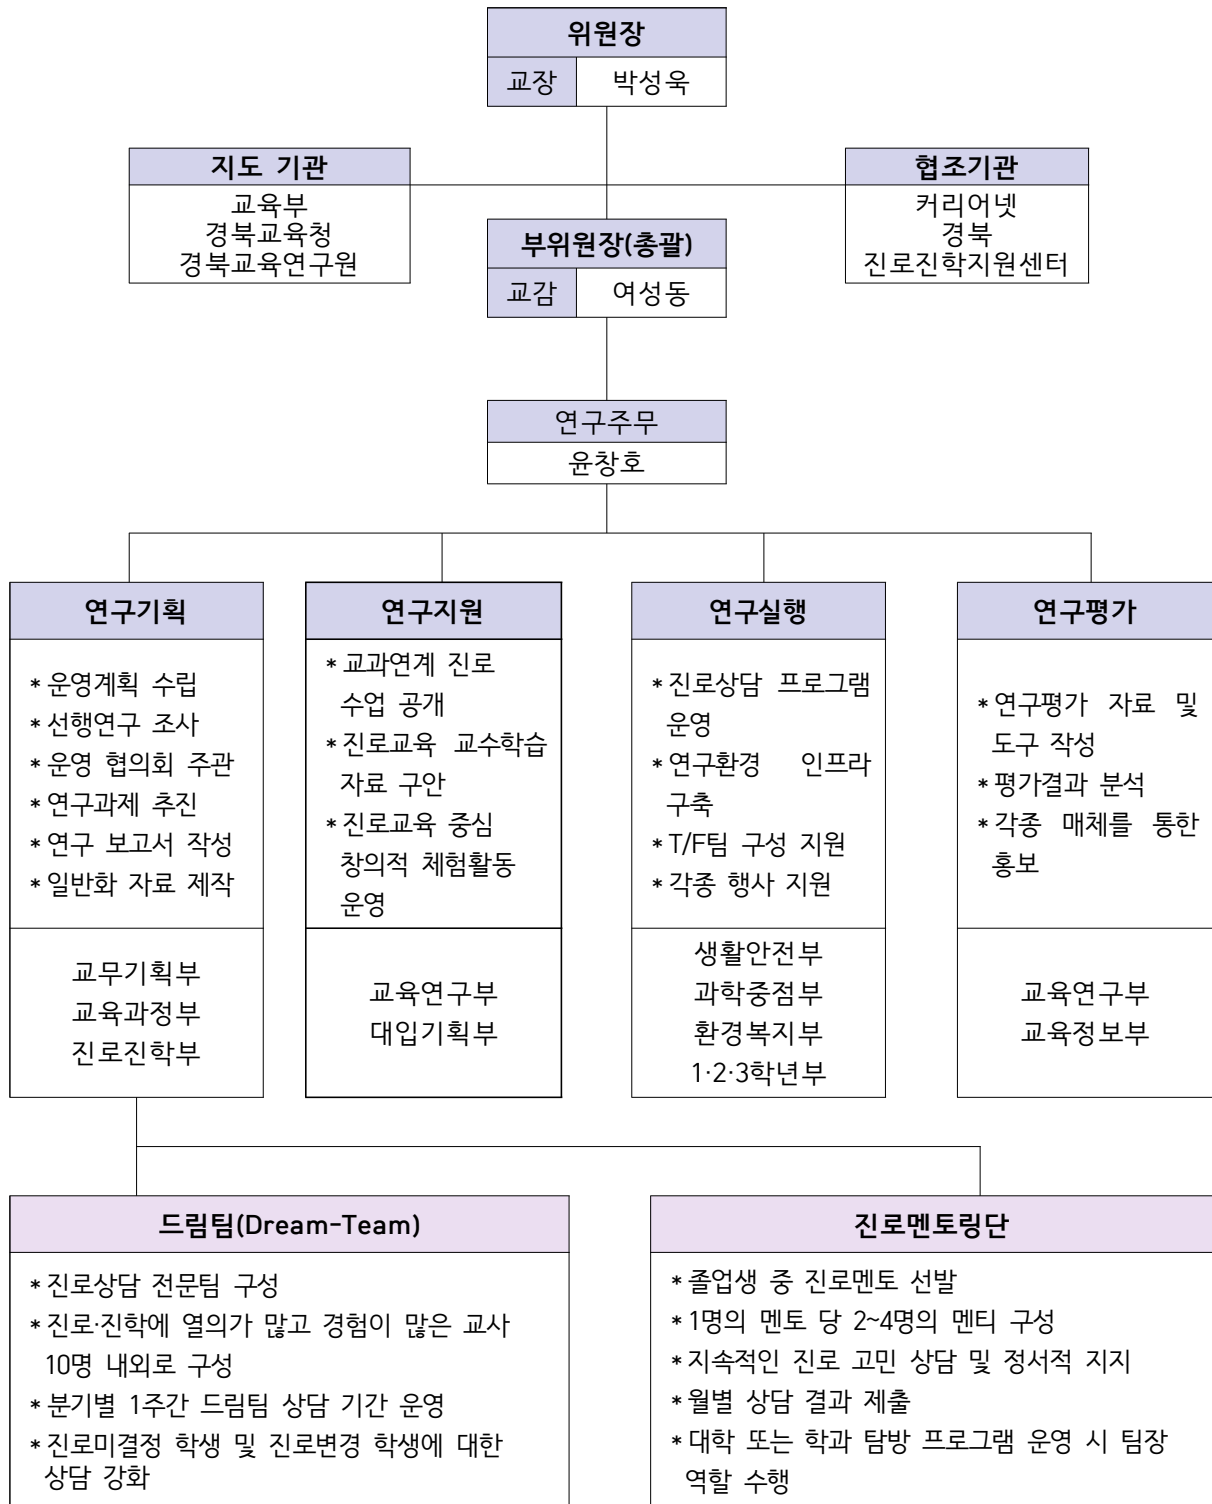 위원장
교장 박성욱
지도 기관
교육부
경북교육청
경북교육연구원
협조기관
커리어넷
경북
진로진학지원센터
부위원장(총괄)
교감 여성동
연구주무
윤창호
연구기획
* 운영계획 수립
* 선행연구 조사
* 운영 협의회 주관
* 연구과제 추진
* 연구 보고서 작성
* 일반화 자료 제작
교무기획부
교육과정부
진로진학부
연구지원
* 교과연계 진로
수업 공개
* 진로교육 교수학습
자료 구안
* 진로교육 중심
창의적 체험활동
운영
교육연구부
대입기획부
연구실행
* 진로상담 프로그램
운영
* 연구환경 인프라
구축
* T/F팀 구성 지원
* 각종 행사 지원
생활안전부
과학중점부
환경복지부
1·2·3학년부
연구평가
* 연구평가 자료 및
도구 작성
* 평가결과 분석
* 각종 매체를 통한
홍보
교육연구부
교육정보부
드림팀(Dream-Team)
* 진로상담 전문팀 구성
* 진로·진학에 열의가 많고 경험이 많은 교사
10명 내외로 구성
* 분기별 1주간 드림팀 상담 기간 운영
* 진로미결정 학생 및 진로변경 학생에 대한
상담 강화
진로멘토링단
* 졸업생 중 진로멘토 선발
* 1명의 멘토 당 2~4명의 멘티 구성
* 지속적인 진로 고민 상담 및 정서적 지지
* 월별 상담 결과 제출
* 대학 또는 학과 탐방 프로그램 운영 시 팀장
역할 수행